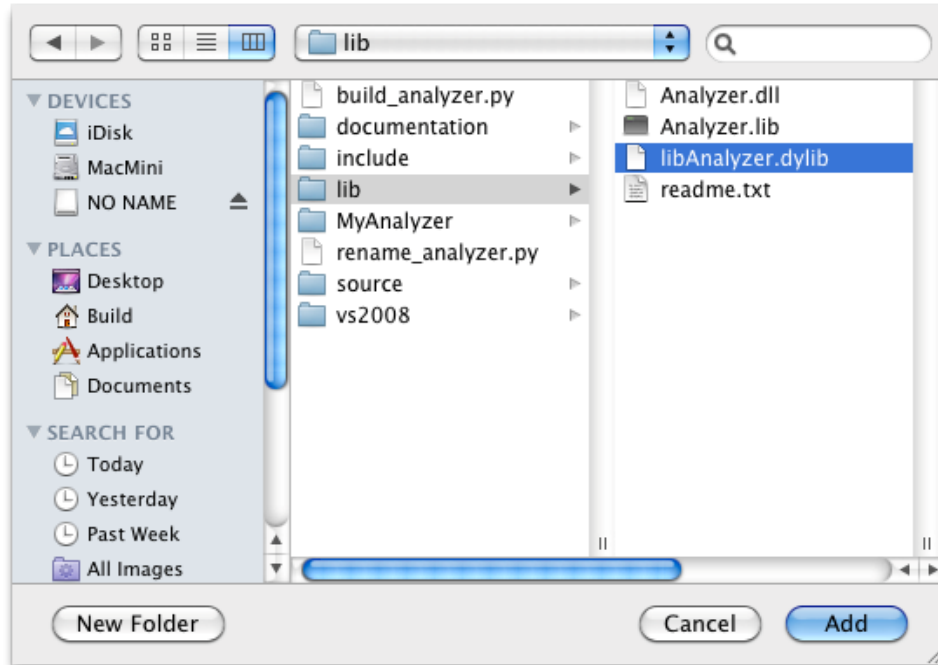 lib
DEVICES
iDisk
MacMini
NO NAME
PLACES
Desktop
Build
Applications
Documents
SEARCH FOR
Today
Yesterday
Past Week
All Images
build_analyzer.py
documentation
include
lib
MyAnalyzer
rename_analyzer.py
source
vs2008
Analyzer.dll
Analyzer.lib
libAnalyzer.dylib
readme.txt
New Folder
Cancel
Add